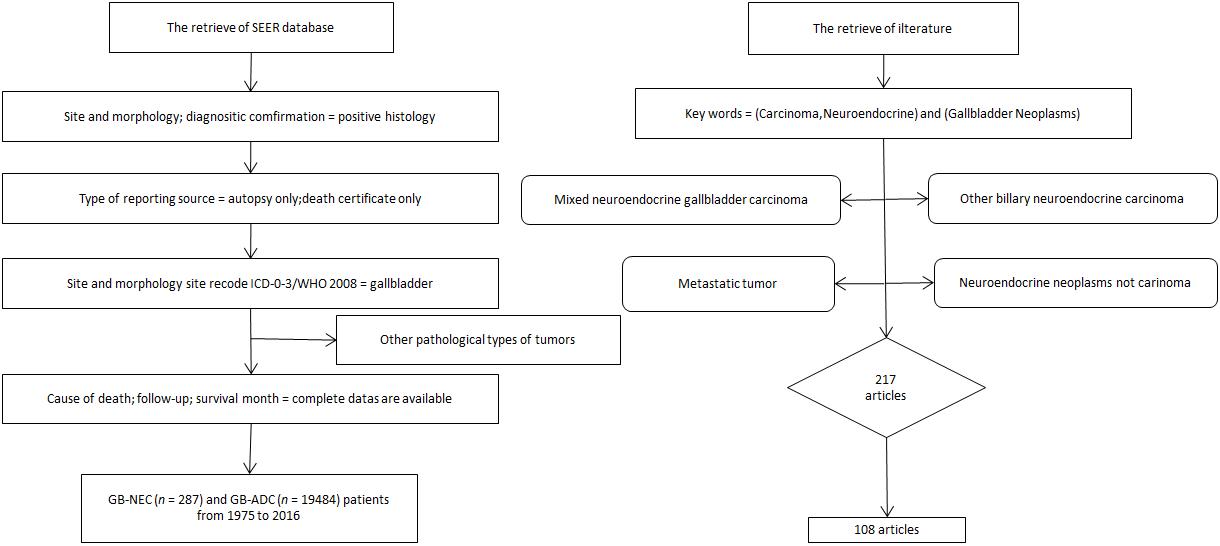 The retrieve of SEER database
Site and morphology; diagnositic comfirmation = positive histology
Type of reporting source = autopsy only;death certificate only
Site and morphology site recode ICD-0-3/WHO 2008 = gallbladder
Other pathological types of tumors
Cause of death; follow-up; survival month = complete datas are available
GB-NEC (n = 287) and GB-ADC (n = 19484) patients
from 1975 to 2016
The retrieve of ilterature
Key words = (Carcinoma,Neuroendocrine) and (Gallbladder Neoplasms)
Mixed neuroendocrine gallbladder carcinoma
Other billary neuroendocrine carcinoma
Metastatic tumor
Neuroendocrine neoplasms not carinoma
217
articles
108 articles